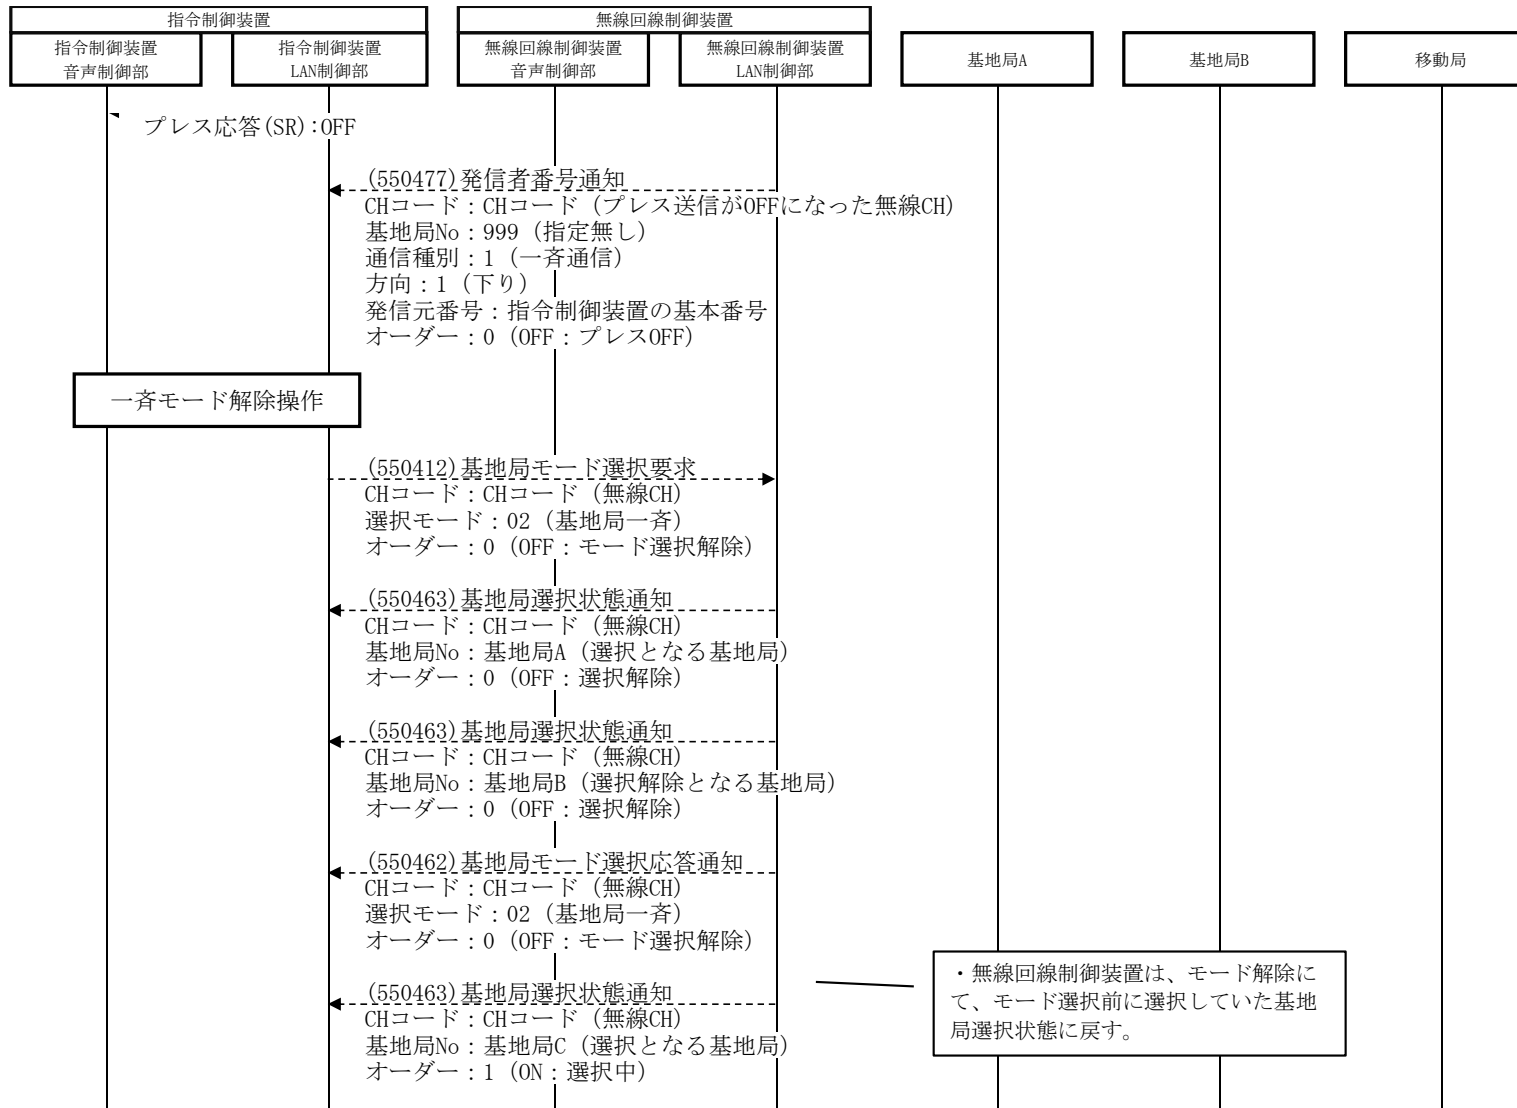 指令制御装置
無線回線制御装置
指令制御装置
音声制御部
指令制御装置
LAN制御部
無線回線制御装置
音声制御部
無線回線制御装置
LAN制御部
基地局A
基地局B
移動局
プレス応答(SR):OFF
(550477)発信者番号通知
CHコード：CHコード（プレス送信がOFFになった無線CH）
基地局No：999（指定無し）
通信種別：1（一斉通信）
方向：1（下り）
発信元番号：指令制御装置の基本番号
オーダー：0（OFF：プレスOFF）
一斉モード解除操作
(550412)基地局モード選択要求
CHコード：CHコード（無線CH）
選択モード：02（基地局一斉）
オーダー：0（OFF：モード選択解除）
(550463)基地局選択状態通知
CHコード：CHコード（無線CH）
基地局No：基地局A（選択となる基地局）
オーダー：0（OFF：選択解除）
(550463)基地局選択状態通知
CHコード：CHコード（無線CH）
基地局No：基地局B（選択解除となる基地局）
オーダー：0（OFF：選択解除）
(550462)基地局モード選択応答通知
CHコード：CHコード（無線CH）
選択モード：02（基地局一斉）
オーダー：0（OFF：モード選択解除）
・無線回線制御装置は、モード解除に
て、モード選択前に選択していた基地
局選択状態に戻す。
(550463)基地局選択状態通知
CHコード：CHコード（無線CH）
基地局No：基地局C（選択となる基地局）
オーダー：1（ON：選択中）